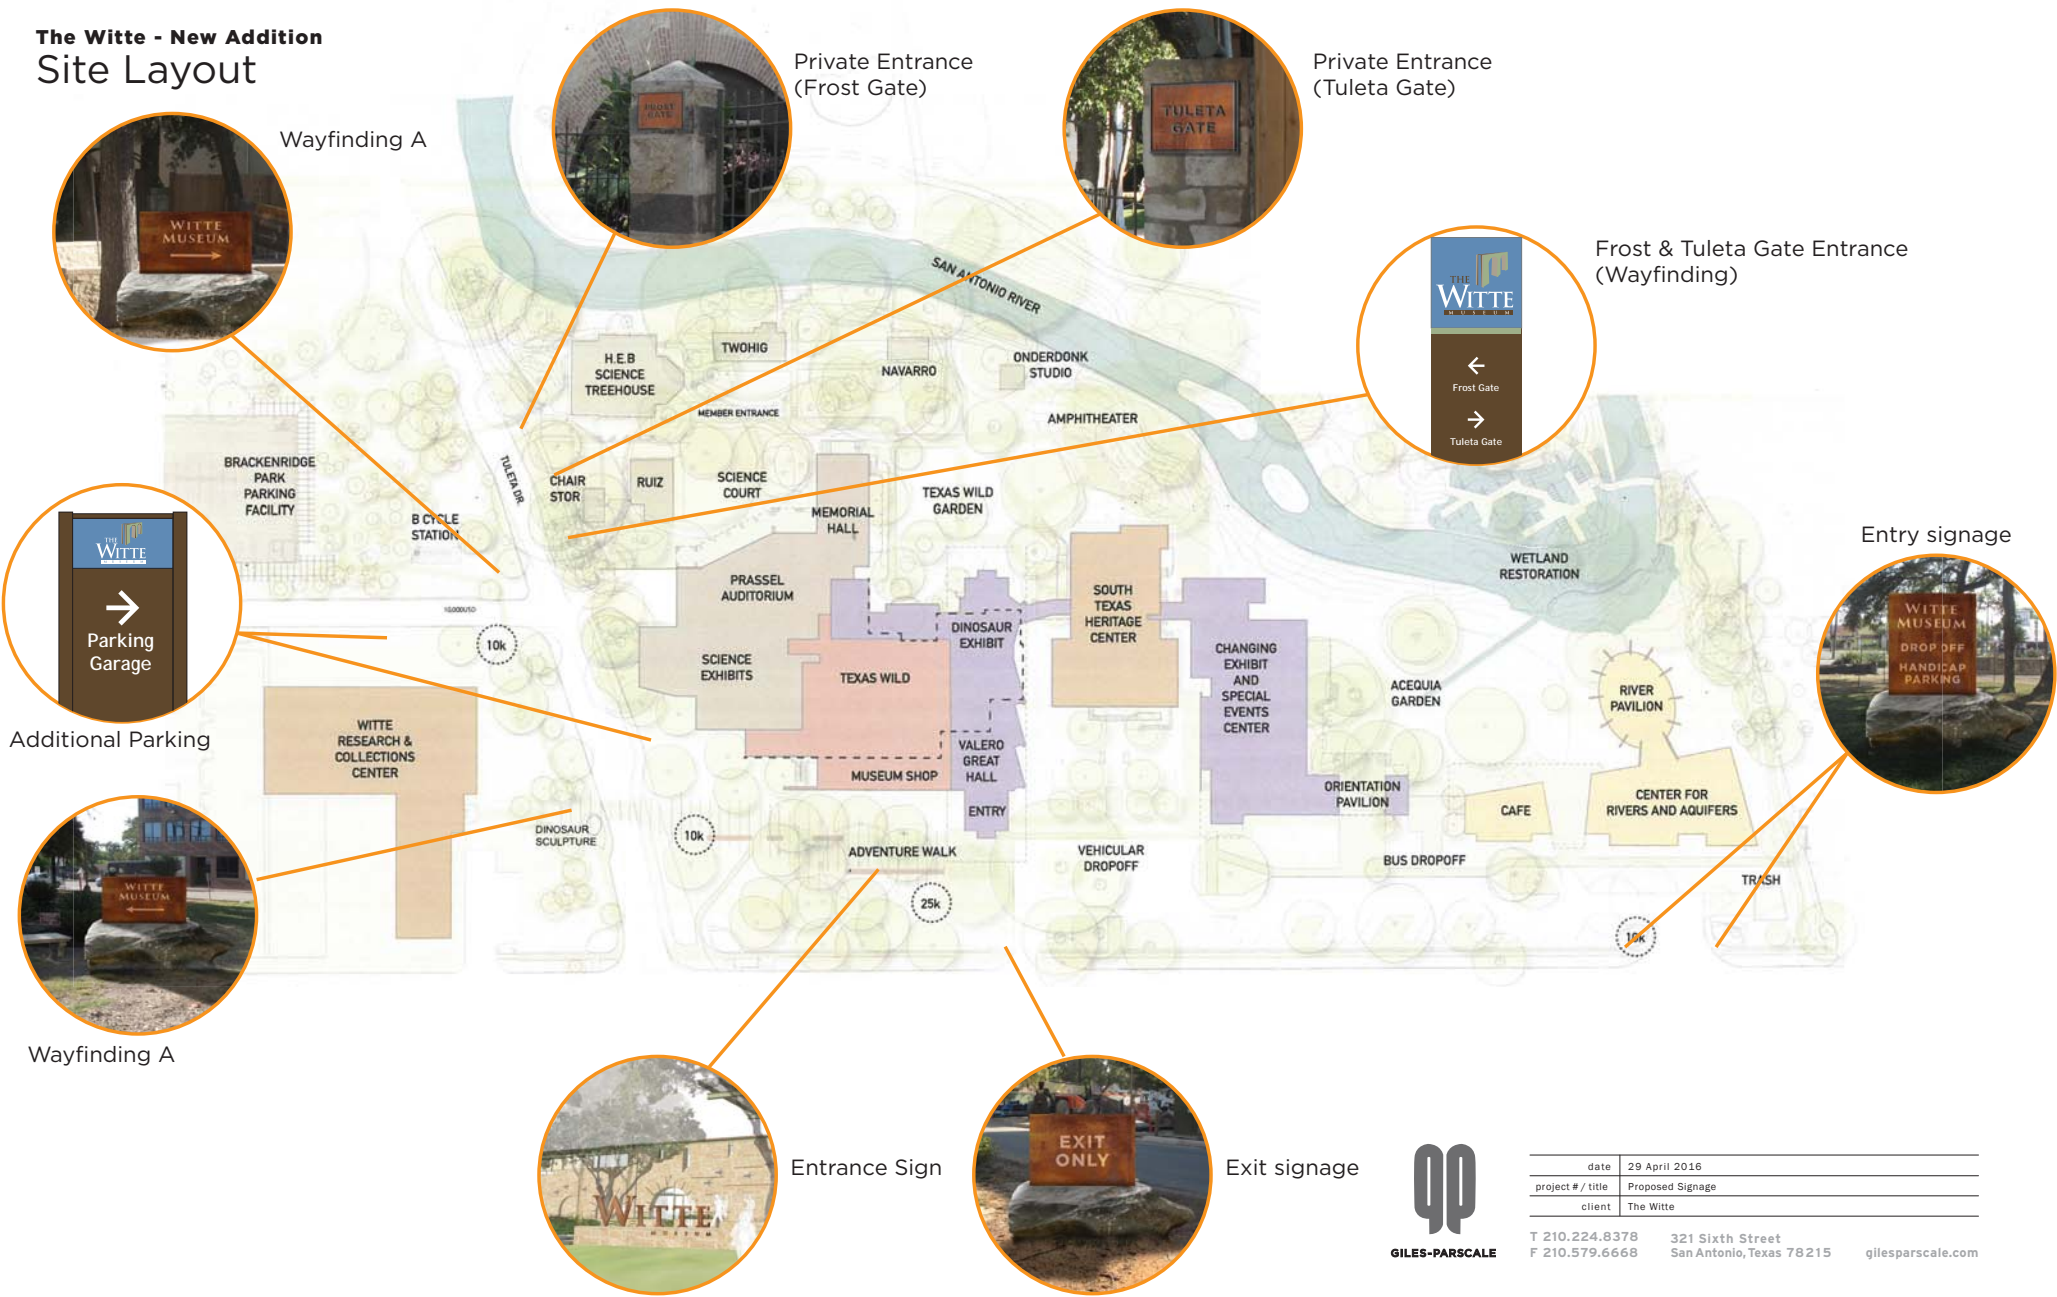 The Witte - New Addition
Site Layout
Wayfinding A
WITTE
MUSEUM
Private Entrance
(Frost Gate)
FROST
GATE
Private Entrance
(Tuleta Gate)
TULETA
GATE
Frost & Tuleta Gate Entrance
(Wayfinding)
THE
WITTE
MUSEUM
Frost Gate
Tuleta Gate
SAN ANTONIO RIVER
H.E.B
SCIENCE
TREEHOUSE
TWOHIG
NAVARRO
ONDERDONK
STUDIO
MEMBER ENTRANCE
AMPHITHEATER
BRACKENRIDGE
PARK
PARKING
FACILITY
TULETA DR.
CHAIR
STOR
RUIZ
SCIENCE
COURT
MEMORIAL
HALL
TEXAS WILD
GARDEN
B CYCLE
STATION
WETLAND
RESTORATION
Entry signage
WITTE
MUSEUM
DROP OFF
HANDICAP
PARKING
THE
WITTE
MUSEUM
Parking
Garage
Additional Parking
10,000USD
10k
PRASSEL
AUDITORIUM
SCIENCE
EXHIBITS
TEXAS WILD
DINOSAUR
EXHIBIT
SOUTH
TEXAS
HERITAGE
CENTER
CHANGING
EXHIBIT
AND
SPECIAL
EVENTS
CENTER
ACEQUIA
GARDEN
RIVER
PAVILION
WITTE
RESEARCH &
COLLECTIONS
CENTER
MUSEUM SHOP
VALERO
GREAT
HALL
ENTRY
ORIENTATION
PAVILION
CAFE
CENTER FOR
RIVERS AND AQUIFERS
DINOSAUR
SCULPTURE
10k
ADVENTURE WALK
VEHICULAR
DROPOFF
BUS DROPOFF
TRASH
25k
10k
WITTE
MUSEUM
Wayfinding A
WITTE
MUSEUM
Entrance Sign
EXIT
ONLY
Exit signage
GILES-PARSCALE
date 29 April 2016
project # / title Proposed Signage
client The Witte
T 210.224.8378
F 210.579.6668
321 Sixth Street
San Antonio, Texas 78215
gilesparscale.com